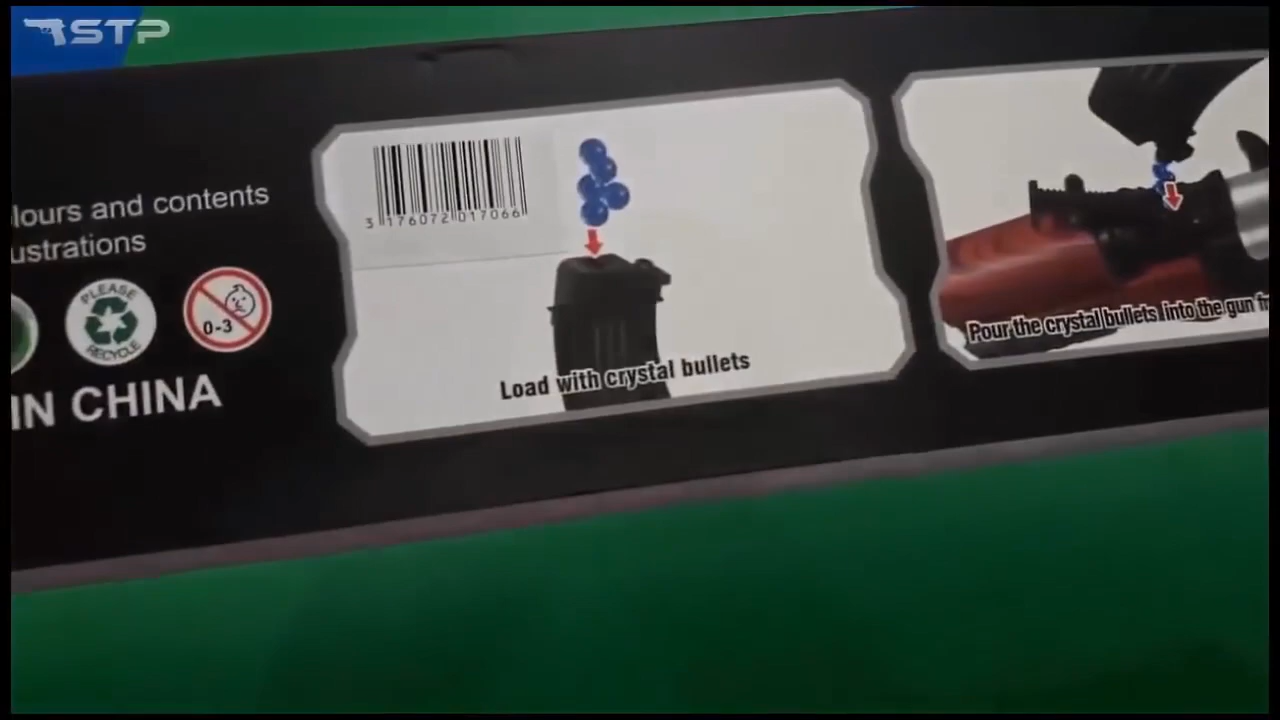 STP
lours and contents
ustrations
PLEASE
RECYCLE
0-3
IN CHINA
3 176072 017066
Load with crystal bullets
Pour the crystal bullets into the gun fr